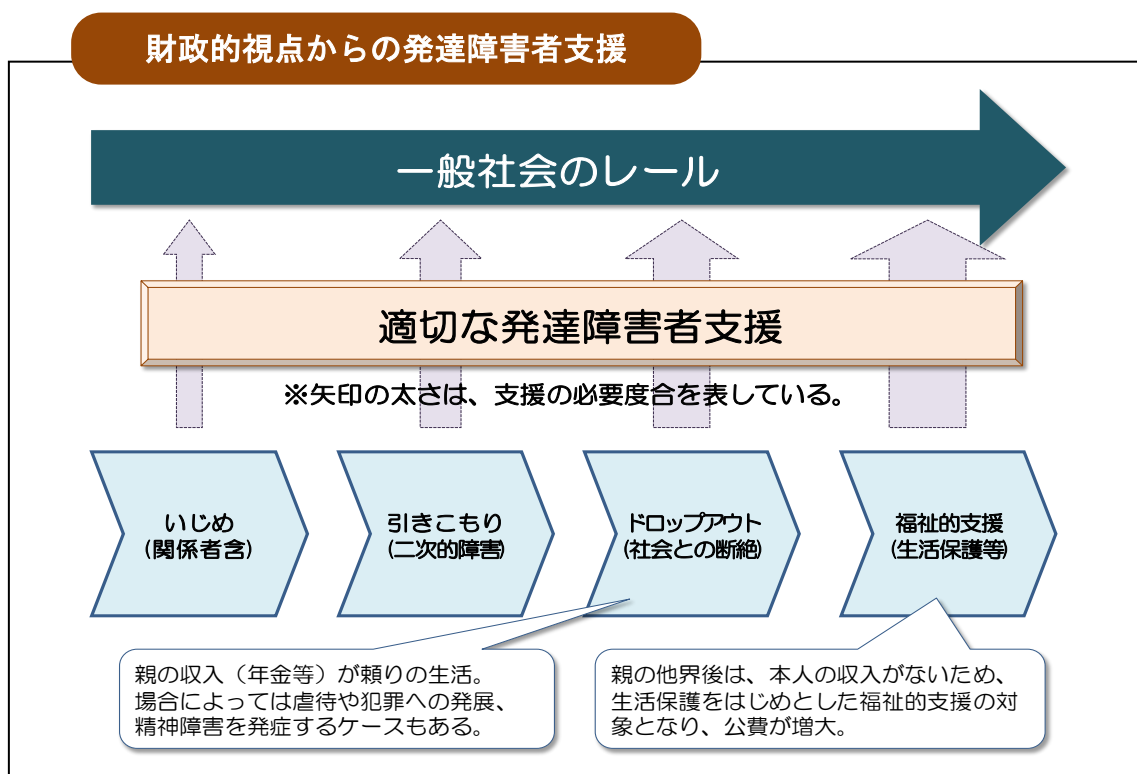 財政的視点からの発達障害者支援
一般社会のレール
適切な発達障害者支援
※矢印の太さは、支援の必要度合を表している。
いじめ
(関係者含)
引きこもり
(二次的障害)
ドロップアウト
(社会との断絶)
福祉的支援
(生活保護等)
親の収入（年金等）が頼りの生活。
場合によっては虐待や犯罪への発展、
精神障害を発症するケースもある。
親の他界後は、本人の収入がないため、
生活保護をはじめとした福祉的支援の対
象となり、公費が増大。